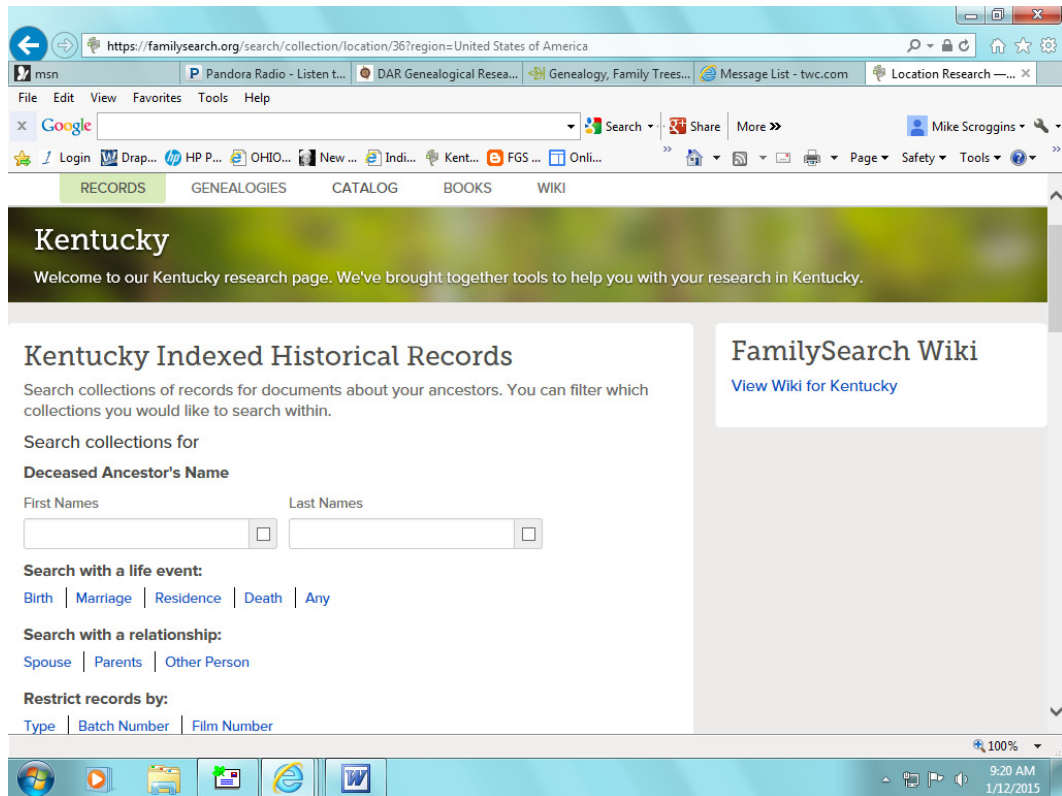 https://familysearch.org/search/collection/location/36?region=United States of America
msn P Pandora Radio - Listen t... DAR Genealogical Resea... Genealogy, Family Trees... Message List - twc.com Location Research —... ×
File Edit View Favorites Tools Help
x Google Search Share More >> Mike Scroggins
Login Drap... HP P... OHIO... New ... Indi... Kent... FGS ... Onli... >> Page Safety Tools >>
RECORDS GENEALOGIES CATALOG BOOKS WIKI
Kentucky
Welcome to our Kentucky research page. We've brought together tools to help you with your research in Kentucky.
Kentucky Indexed Historical Records
Search collections of records for documents about your ancestors. You can filter which
collections you would like to search within.
Search collections for
Deceased Ancestor's Name
First Names Last Names
Search with a life event:
Birth | Marriage | Residence | Death | Any
Search with a relationship:
Spouse | Parents | Other Person
Restrict records by:
Type | Batch Number | Film Number
FamilySearch Wiki
View Wiki for Kentucky
100%
9:20 AM
1/12/2015